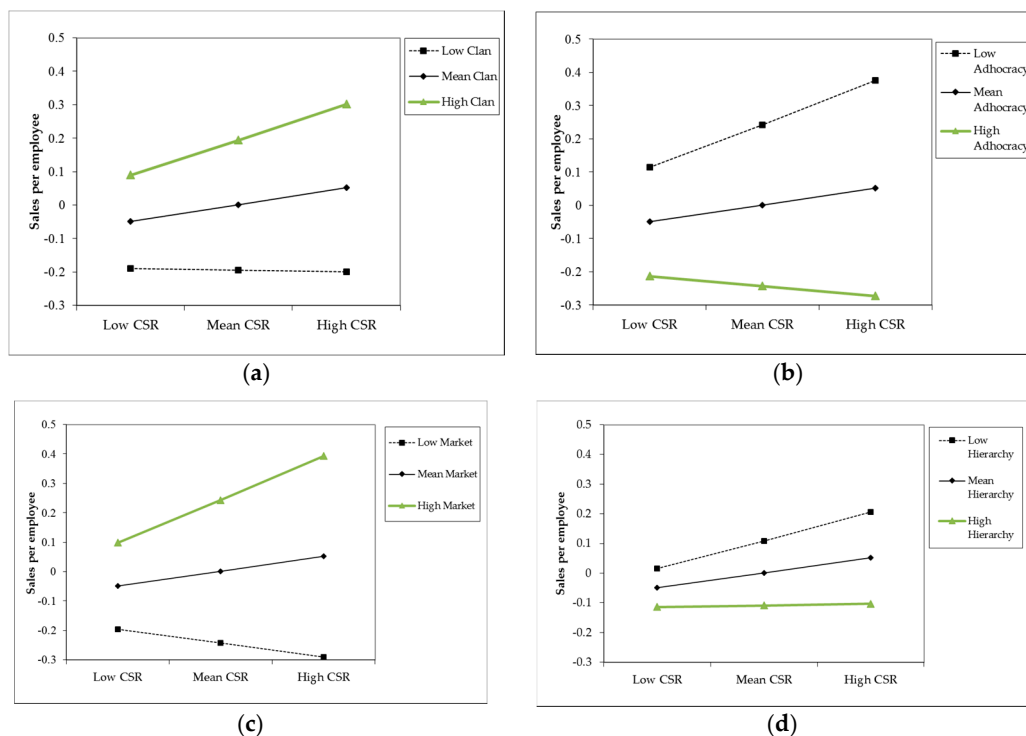 0.5
0.4
0.3
0.2
0.1
0
-0.1
-0.2
-0.3
Sales per employee
Low CSR Mean CSR High CSR
Low Clan
Mean Clan
High Clan
(a)
0.5
0.4
0.3
0.2
0.1
0
-0.1
-0.2
-0.3
Sales per employee
Low CSR Mean CSR High CSR
Low
Adhocracy
Mean
Adhocracy
High
Adhocracy
(b)
0.5
0.4
0.3
0.2
0.1
0
-0.1
-0.2
-0.3
Sales per employee
Low CSR Mean CSR High CSR
Low Market
Mean Market
High Market
(c)
0.5
0.4
0.3
0.2
0.1
0
-0.1
-0.2
-0.3
Sales per employee
Low CSR Mean CSR High CSR
Low
Hierarchy
Mean
Hierarchy
High
Hierarchy
(d)